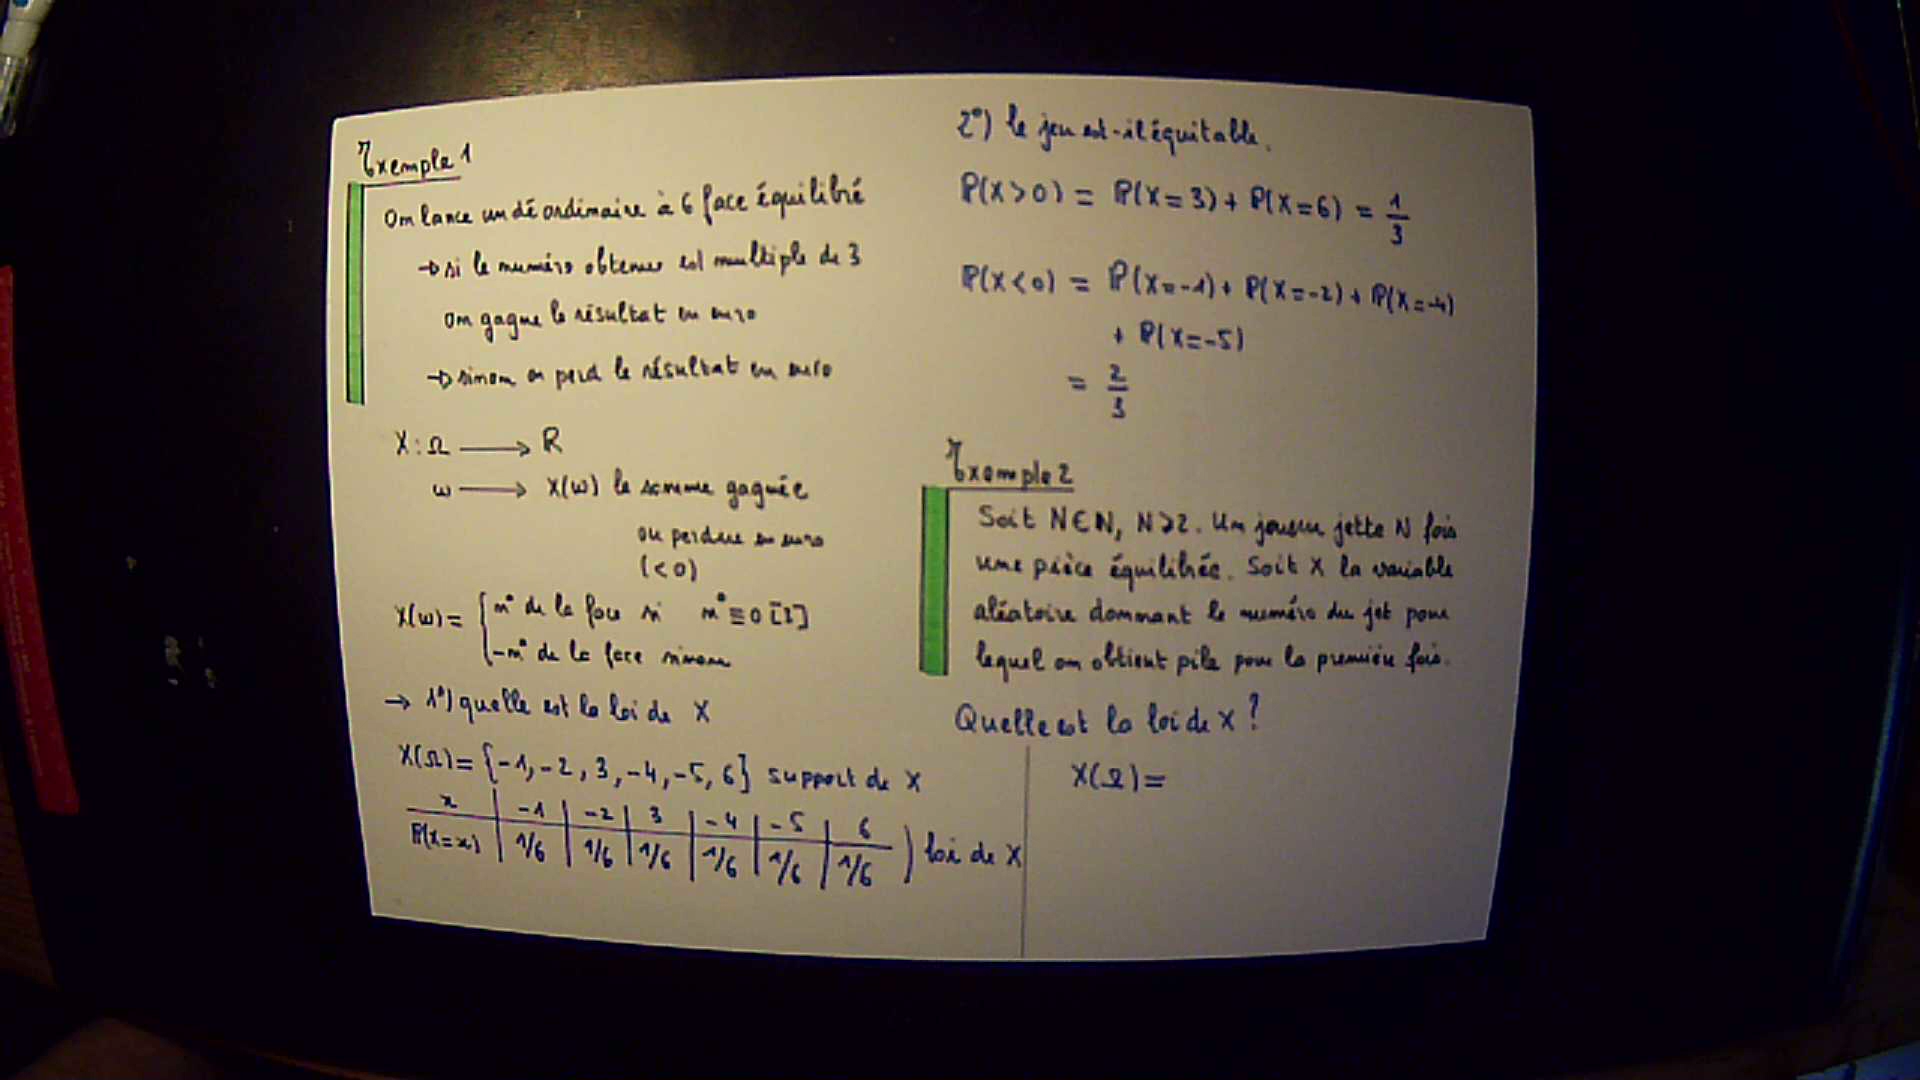 Exemple 1
On lance un dé ordinaire à 6 face équilibré
→ si le numéro obtenu est multiple de 3
on gagne le résultat en euro
→ sinon on perd le résultat en euro
X : Ω ⟶ ℝ
ω ⟶ X(ω) la somme gagnée
ou perdue en euro
(<0)
X(ω) = { n° de la face si n° ≡ 0 [3]
-n° de la face sinon
→ 1°) quelle est la loi de X
X(Ω) = {-1, -2, 3, -4, -5, 6} support de X
x | -1 | -2 | 3 | -4 | -5 | 6
P(X=x) | 1/6 | 1/6 | 1/6 | 1/6 | 1/6 | 1/6 ) loi de X
2°) le jeu est-il équitable.
P(X>0) = P(X=3) + P(X=6) = 1/3
P(X<0) = P(X=-1) + P(X=-2) + P(X=-4)
+ P(X=-5)
= 2/3
Exemple 2
Soit N∈ℕ, N≥2. Un joueur jette N fois
une pièce équilibrée. Soit X la variable
aléatoire donnant le numéro du jet pour
lequel on obtient pile pour la première fois.
Quelle est la loi de X ?
X(Ω) =